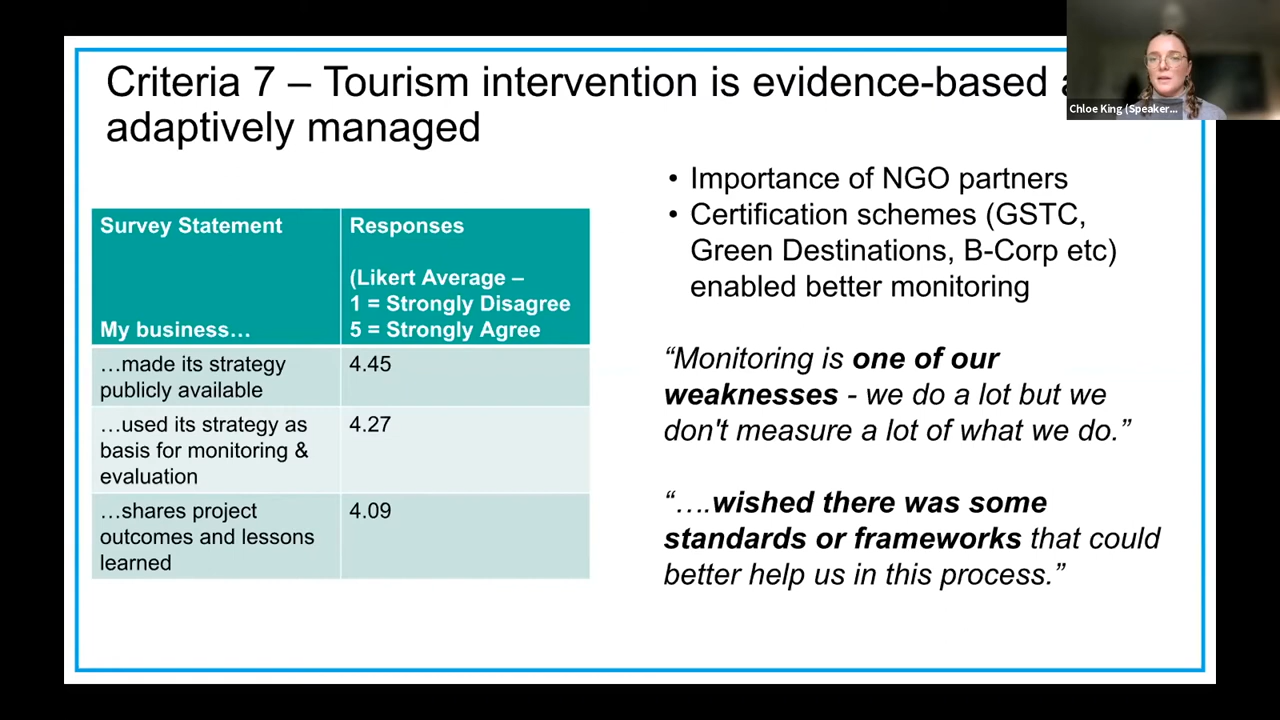 Criteria 7 – Tourism intervention is evidence-based
adaptively managed
Chloe King (Speaker...
Survey Statement
My business…
Responses
(Likert Average –
1 = Strongly Disagree
5 = Strongly Agree
…made its strategy
publicly available
4.45
…used its strategy as
basis for monitoring &
evaluation
4.27
…shares project
outcomes and lessons
learned
4.09
• Importance of NGO partners
• Certification schemes (GSTC,
Green Destinations, B-Corp etc)
enabled better monitoring
“Monitoring is one of our
weaknesses - we do a lot but we
don't measure a lot of what we do.”
“….wished there was some
standards or frameworks that could
better help us in this process.”